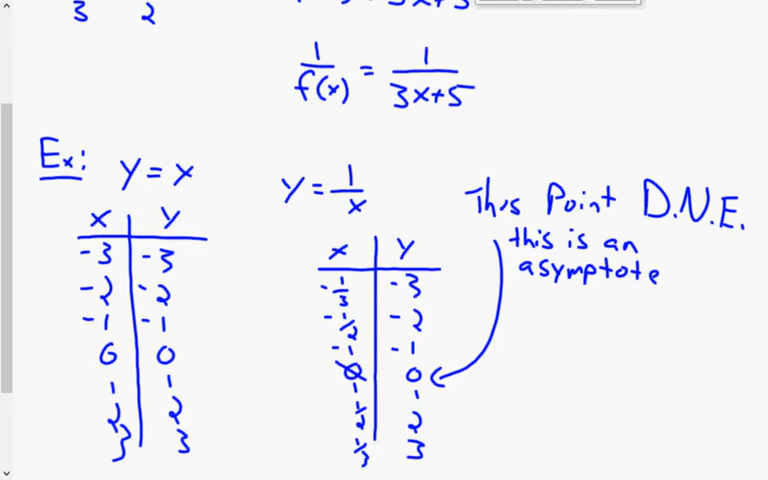 3 2
1/f(x) = 1/(3x+5)
Ex: y = x
y = 1/x
This Point D.N.E.
this is an
asymptote
x | y
-3 | -3
-2 | -2
-1 | -1
0 | 0
1 | 1
2 | 2
3 | 3
x | y
-1/3 | -3
-1/2 | -2
-1 | -1
0 | 0
1 | 1
1/2 | 2
1/3 | 3